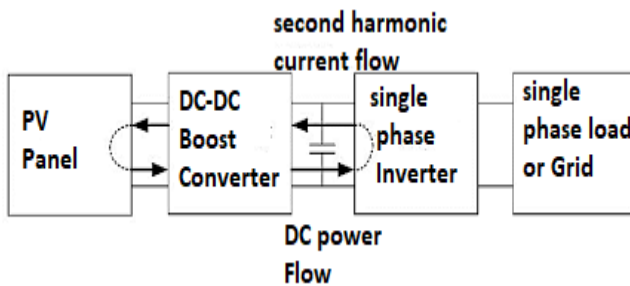 second harmonic
current flow
PV
Panel
DC-DC
Boost
Converter
single
phase
Inverter
single
phase load
or Grid
DC power
Flow